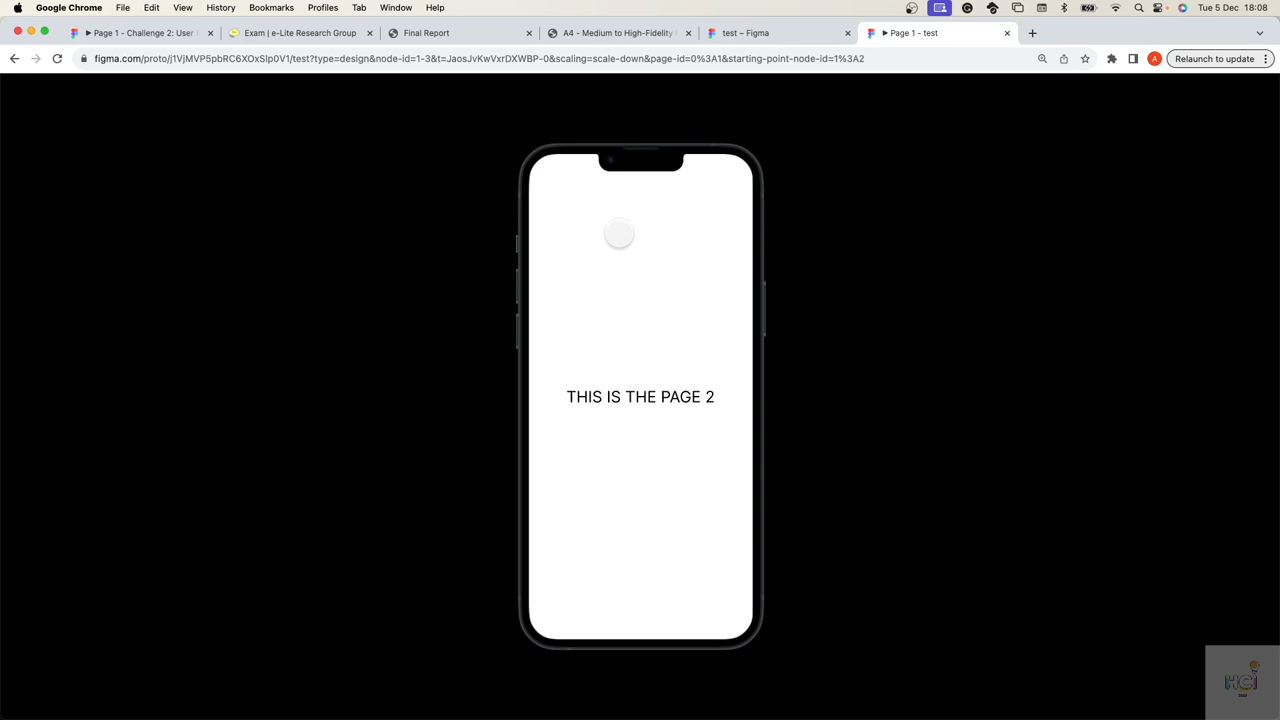 Google Chrome File Edit View History Bookmarks Profiles Tab Window Help Tue 5 Dec 18:08
Page 1 - Challenge 2: User Exam | e-Lite Research Group Final Report A4 - Medium to High-Fidelity test – Figma Page 1 - test
figma.com/proto/j1VjMVP5pbRC6XOxSlp0V1/test?type=design&node-id=1-3&t=JAosJvKwVxrDXWBP-0&scaling=scale-down&page-id=0%3A1&starting-point-node-id=1%3A2 A Relaunch to update
THIS IS THE PAGE 2
HCI